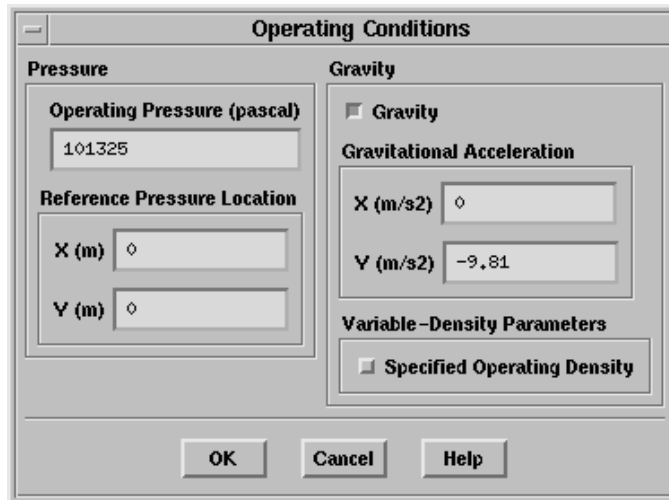 Operating Conditions
Pressure
Operating Pressure (pascal)
101325
Reference Pressure Location
X (m) 0
Y (m) 0
Gravity
Gravity
Gravitational Acceleration
X (m/s2) 0
Y (m/s2) -9.81
Variable-Density Parameters
Specified Operating Density
OK Cancel Help